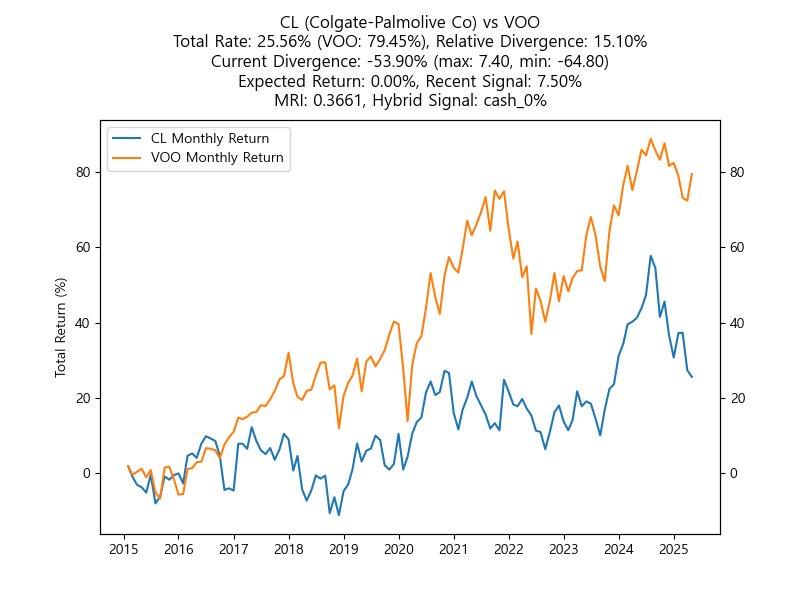 CL (Colgate-Palmolive Co) vs VOO
Total Rate: 25.56% (VOO: 79.45%), Relative Divergence: 15.10%
Current Divergence: -53.90% (max: 7.40, min: -64.80)
Expected Return: 0.00%, Recent Signal: 7.50%
MRI: 0.3661, Hybrid Signal: cash_0%
CL Monthly Return
VOO Monthly Return
Total Return (%)
80
60
40
20
0
80
60
40
20
0
2015 2016 2017 2018 2019 2020 2021 2022 2023 2024 2025